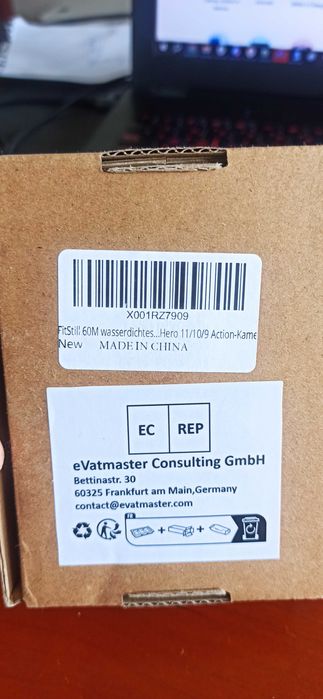 X001RZ7909
FitStill 60M wasserdichtes...Hero 11/10/9 Action-Kame
New MADE IN CHINA
EC REP
eVatmaster Consulting GmbH
Bettinastr. 30
60325 Frankfurt am Main,Germany
contact@evatmaster.com
FR
+ +